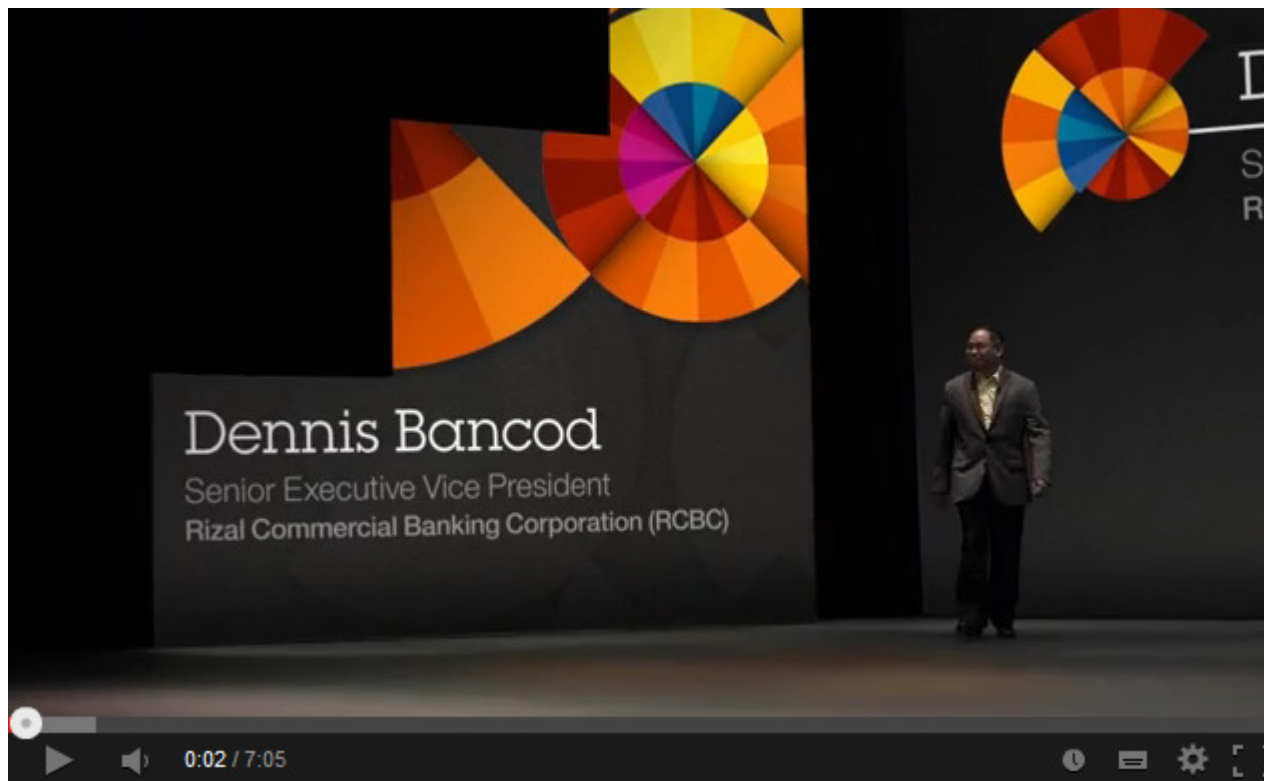 Dennis Bancod
Senior Executive Vice President
Rizal Commercial Banking Corporation (RCBC)
D
S
R
0:02 / 7:05